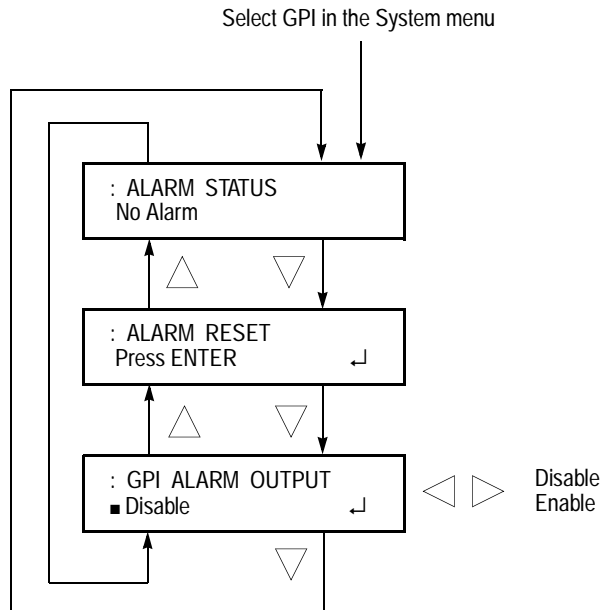 Select GPI in the System menu
: ALARM STATUS
No Alarm
: ALARM RESET
Press ENTER ↵
: GPI ALARM OUTPUT
■ Disable ↵
Disable
Enable